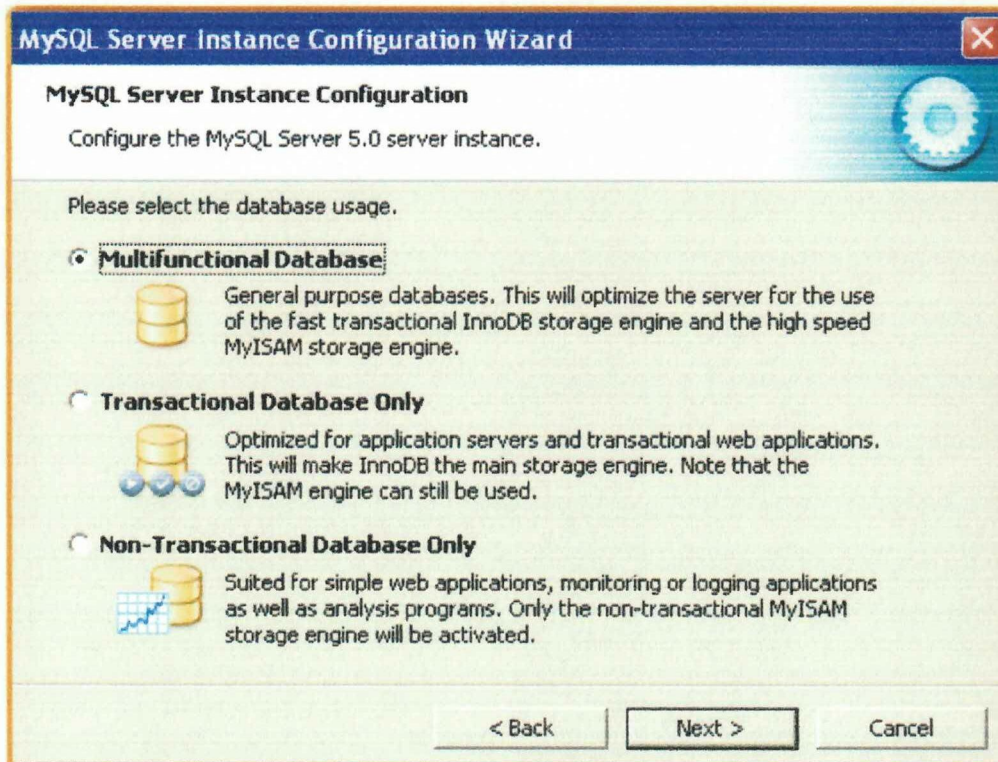 MySQL Server Instance Configuration Wizard
MySQL Server Instance Configuration
Configure the MySQL Server 5.0 server instance.
Please select the database usage.
Multifunctional Database
General purpose databases. This will optimize the server for the use
of the fast transactional InnoDB storage engine and the high speed
MyISAM storage engine.
Transactional Database Only
Optimized for application servers and transactional web applications.
This will make InnoDB the main storage engine. Note that the
MyISAM engine can still be used.
Non-Transactional Database Only
Suited for simple web applications, monitoring or logging applications
as well as analysis programs. Only the non-transactional MyISAM
storage engine will be activated.
< Back
Next >
Cancel